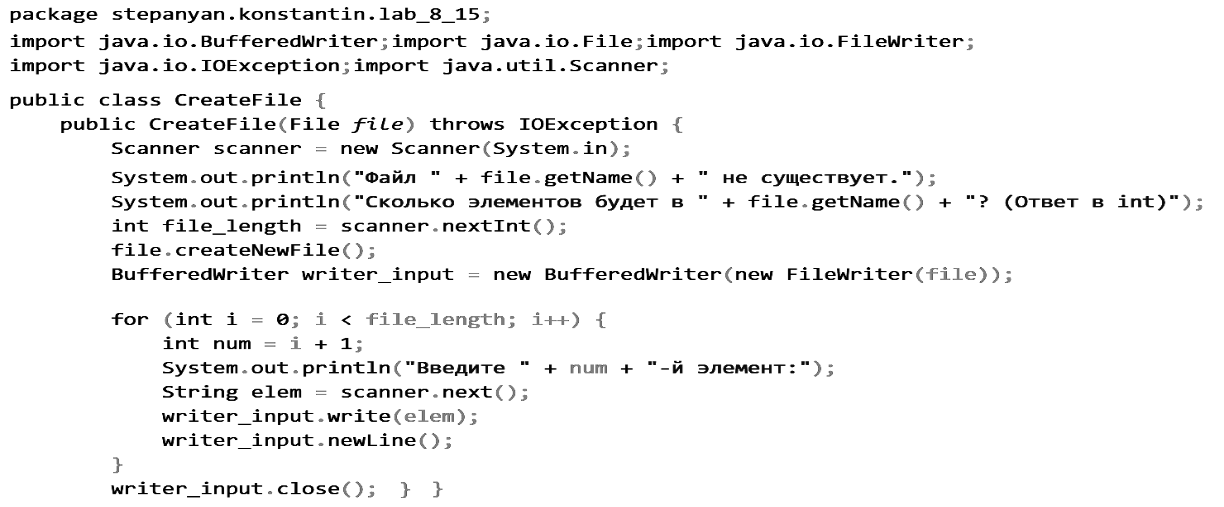 package stepanyan.konstantin.lab_8_15;
import java.io.BufferedWriter;import java.io.File;import java.io.FileWriter;
import java.io.IOException;import java.util.Scanner;
public class CreateFile {
    public CreateFile(File file) throws IOException {
        Scanner scanner = new Scanner(System.in);
        System.out.println("Файл " + file.getName() + " не существует.");
        System.out.println("Сколько элементов будет в " + file.getName() + "? (Ответ в int)");
        int file_length = scanner.nextInt();
        file.createNewFile();
        BufferedWriter writer_input = new BufferedWriter(new FileWriter(file));
        for (int i = 0; i < file_length; i++) {
            int num = i + 1;
            System.out.println("Введите " + num + "-й элемент:");
            String elem = scanner.next();
            writer_input.write(elem);
            writer_input.newLine();
        }
        writer_input.close();  }  }